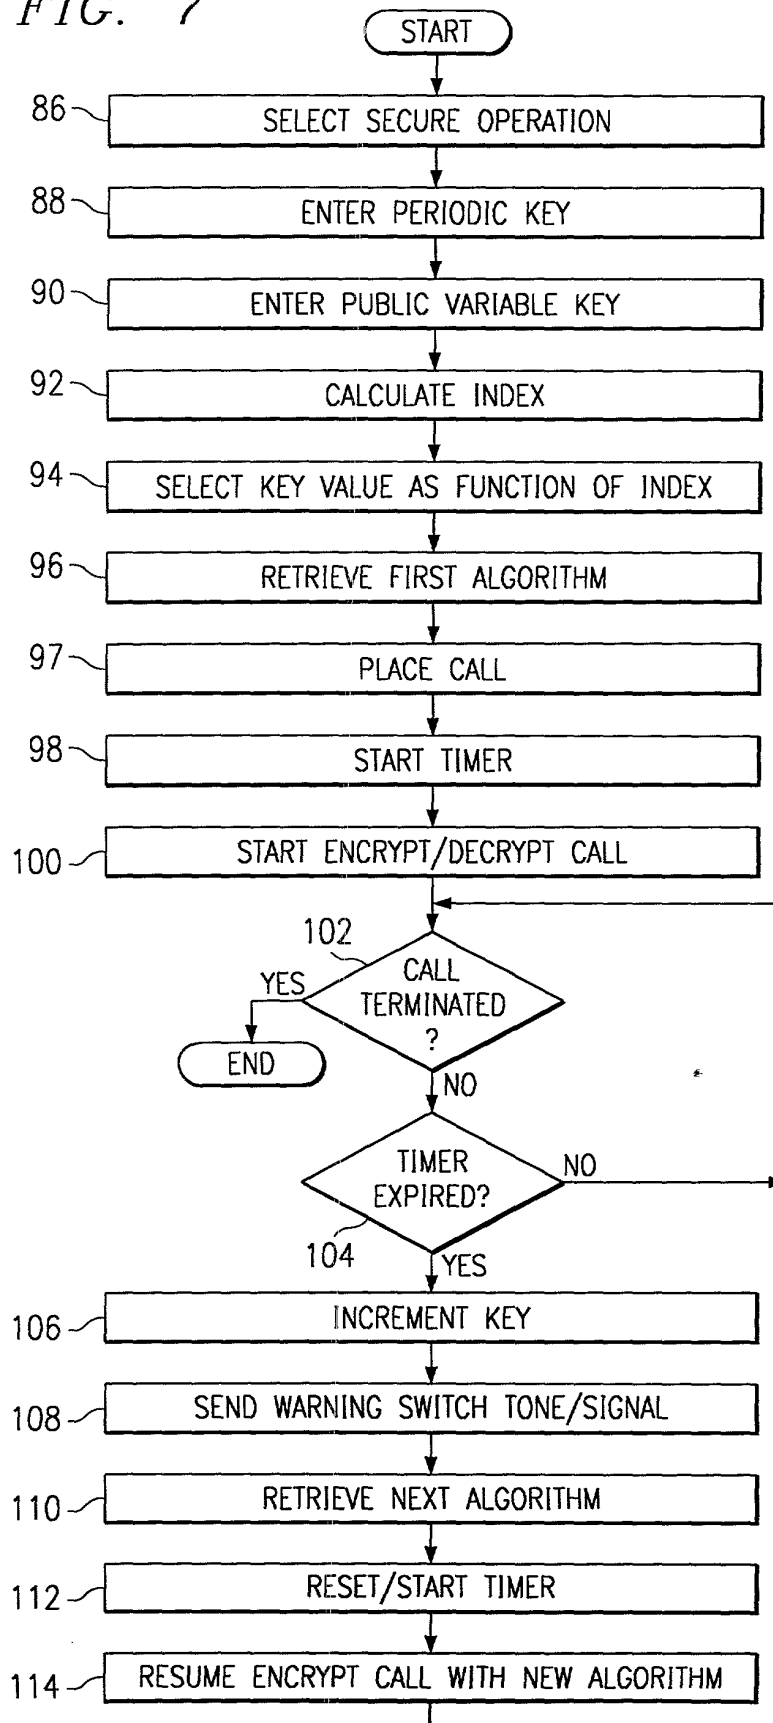 FIG. 7
START
86
SELECT SECURE OPERATION
88
ENTER PERIODIC KEY
90
ENTER PUBLIC VARIABLE KEY
92
CALCULATE INDEX
94
SELECT KEY VALUE AS FUNCTION OF INDEX
96
RETRIEVE FIRST ALGORITHM
97
PLACE CALL
98
START TIMER
100
START ENCRYPT/DECRYPT CALL
102
CALL
TERMINATED
?
YES
END
NO
TIMER
EXPIRED?
NO
104
YES
106
INCREMENT KEY
108
SEND WARNING SWITCH TONE/SIGNAL
110
RETRIEVE NEXT ALGORITHM
112
RESET/START TIMER
114
RESUME ENCRYPT CALL WITH NEW ALGORITHM